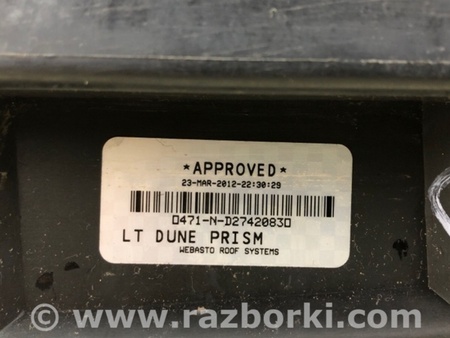 *APPROVED*
23-MAR-2012-22:30:29
0471-N-D27420830
LT DUNE PRISM
WEBASTO ROOF SYSTEMS
© www.razborki.com